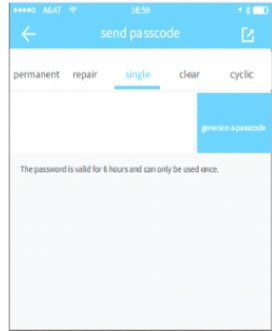 A&AT 16:59
send passcode
permanent repair single clear cyclic
generate a passcode
The password is valid for 6 hours and can only be used once.